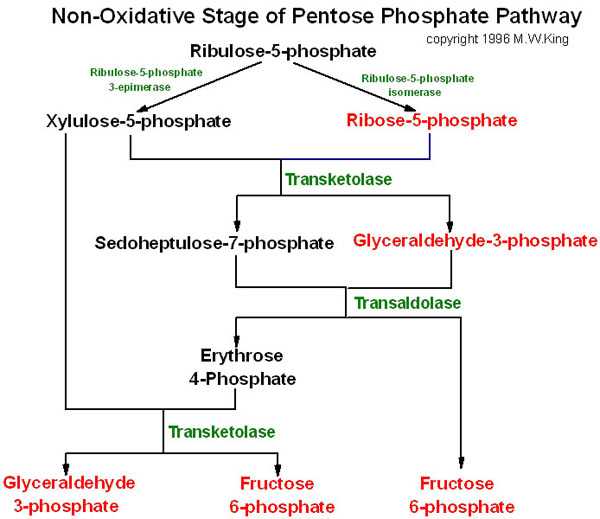 Non-Oxidative Stage of Pentose Phosphate Pathway
copyright 1996 M.W.King
Ribulose-5-phosphate
Ribulose-5-phosphate
3-epimerase
Ribulose-5-phosphate
isomerase
Xylulose-5-phosphate
Ribose-5-phosphate
Transketolase
Sedoheptulose-7-phosphate
Glyceraldehyde-3-phosphate
Transaldolase
Erythrose
4-Phosphate
Transketolase
Glyceraldehyde
3-phosphate
Fructose
6-phosphate
Fructose
6-phosphate